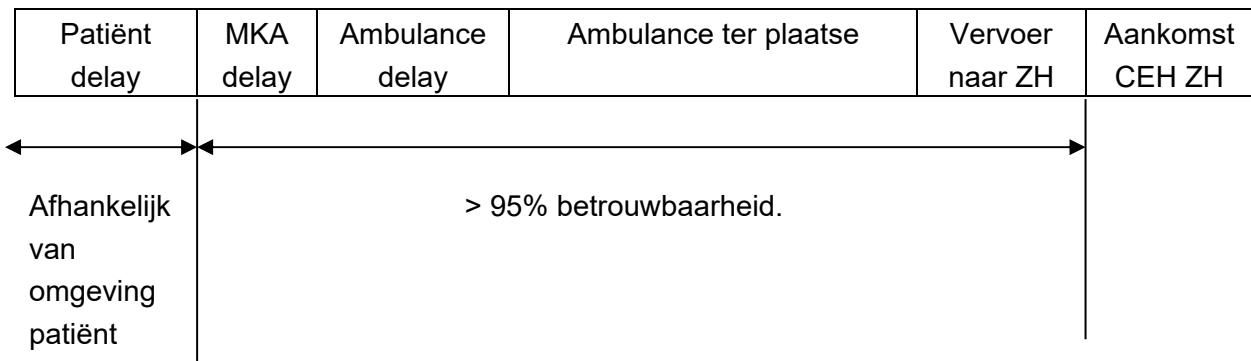 Patiënt delay
MKA delay
Ambulance delay
Ambulance ter plaatse
Vervoer naar ZH
Aankomst CEH ZH
Afhankelijk
van
omgeving
patiënt
> 95% betrouwbaarheid.